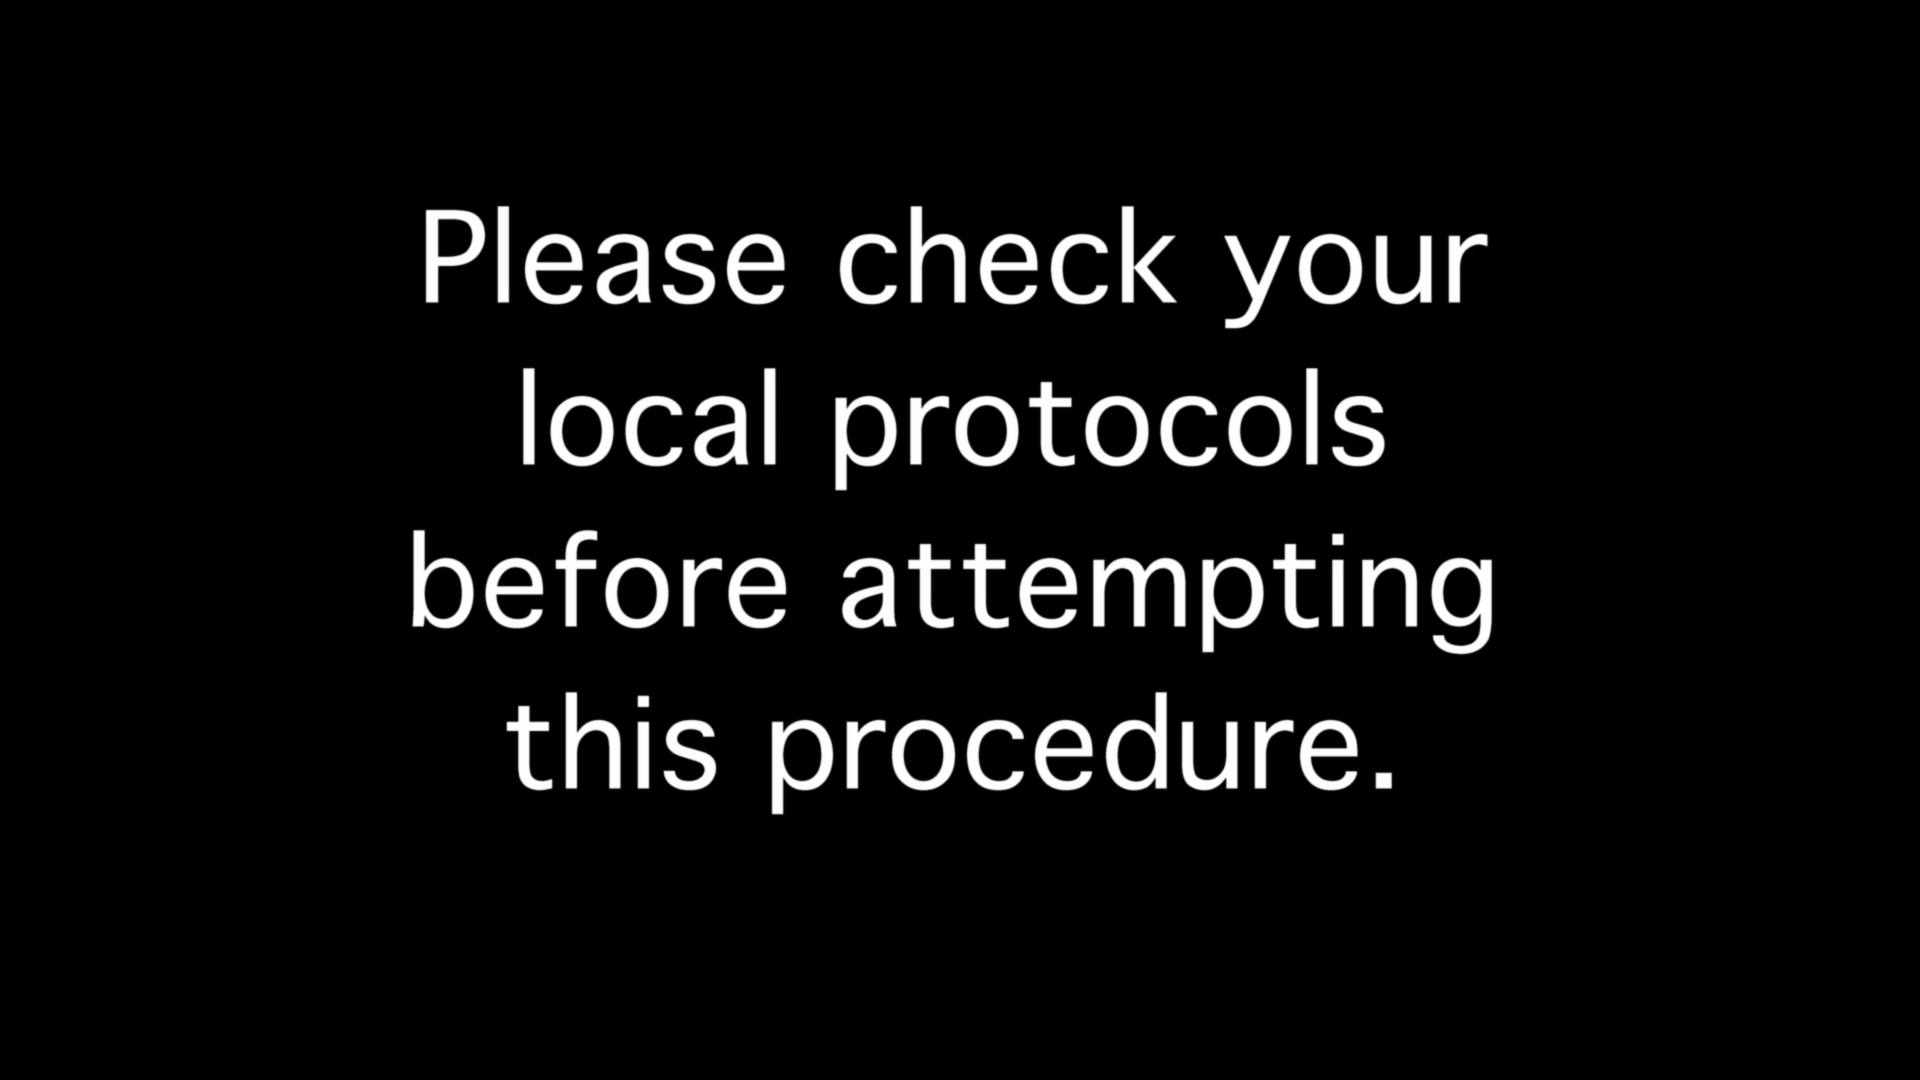 Please check your
local protocols
before attempting
this procedure.